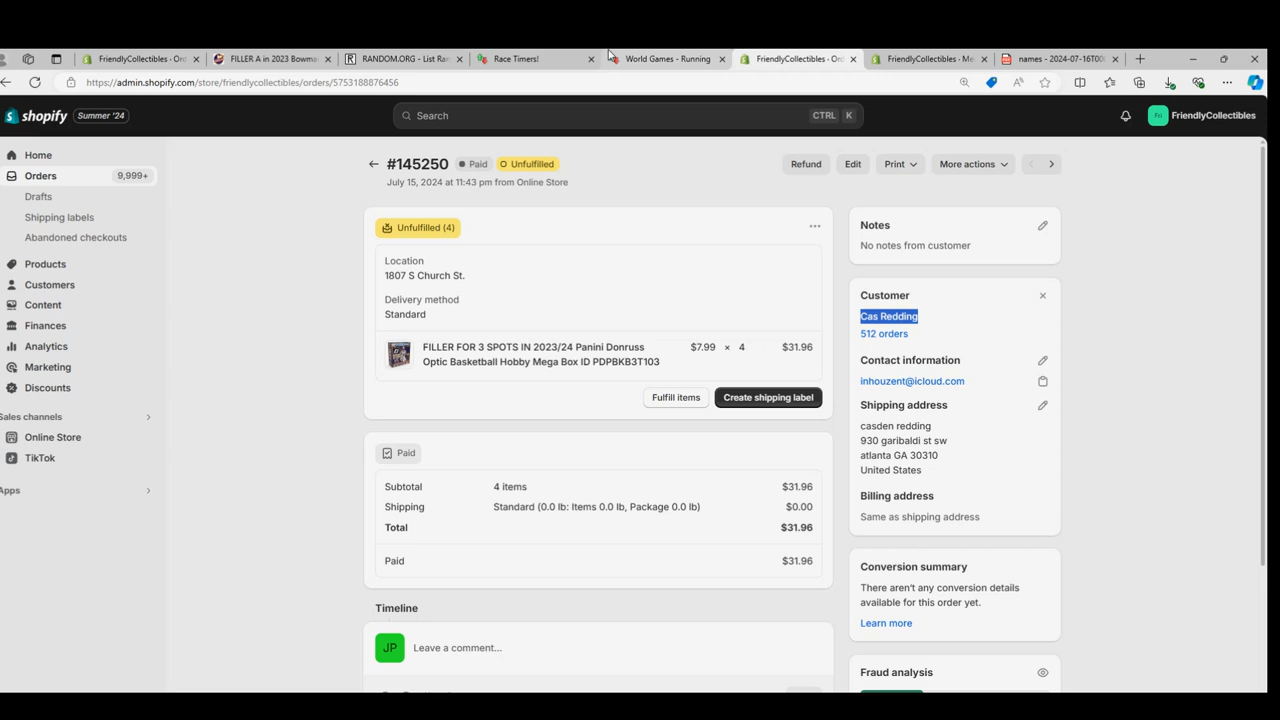 FriendlyCollectibles - Ord
FILLER A in 2023 Bowma
RANDOM.ORG - List Ra
Race Timers!
World Games - Running
FriendlyCollectibles - Ord
FriendlyCollectibles - Me
names - 2024-07-16T00
https://admin.shopify.com/store/friendlycollectibles/orders/5753188876456
shopify
Summer '24
Search
CTRL
K
Fri
FriendlyCollectibles
Home
Orders
9,999+
Drafts
Shipping labels
Abandoned checkouts
Products
Customers
Content
Finances
Analytics
Marketing
Discounts
Sales channels
Online Store
TikTok
Apps
#145250
Paid
Unfulfilled
July 15, 2024 at 11:43 pm from Online Store
Refund
Edit
Print
More actions
Unfulfilled (4)
Location
1807 S Church St.
Delivery method
Standard
FILLER FOR 3 SPOTS IN 2023/24 Panini Donruss
Optic Basketball Hobby Mega Box ID PDPBKB3T103
$7.99 × 4
$31.96
Fulfill items
Create shipping label
Paid
Subtotal 4 items $31.96
Shipping Standard (0.0 lb: Items 0.0 lb, Package 0.0 lb) $0.00
Total $31.96
Paid $31.96
Timeline
JP
Leave a comment...
Notes
No notes from customer
Customer
Cas Redding
512 orders
Contact information
inhouzent@icloud.com
Shipping address
casden redding
930 garibaldi st sw
atlanta GA 30310
United States
Billing address
Same as shipping address
Conversion summary
There aren't any conversion details
available for this order yet.
Learn more
Fraud analysis